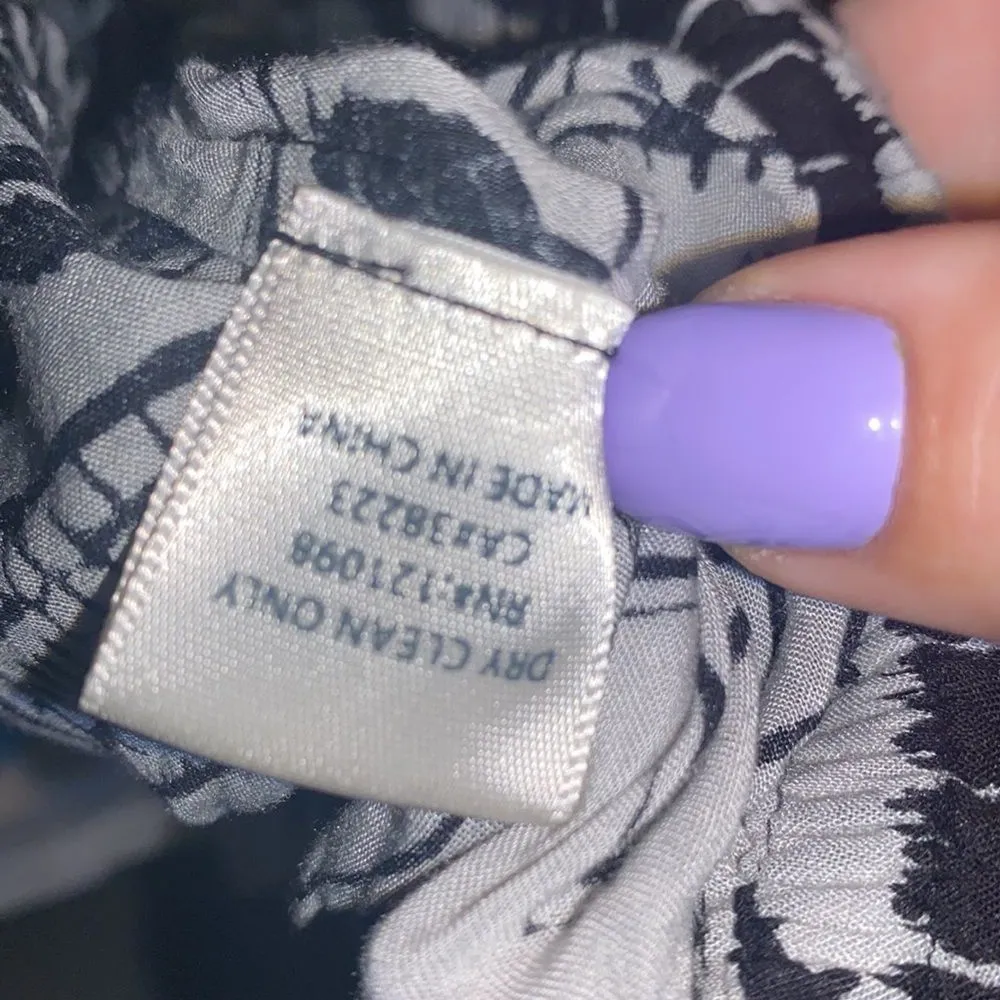 DRY CLEAN ONLY
RN#:121098
CA#38223
MADE IN CHINA